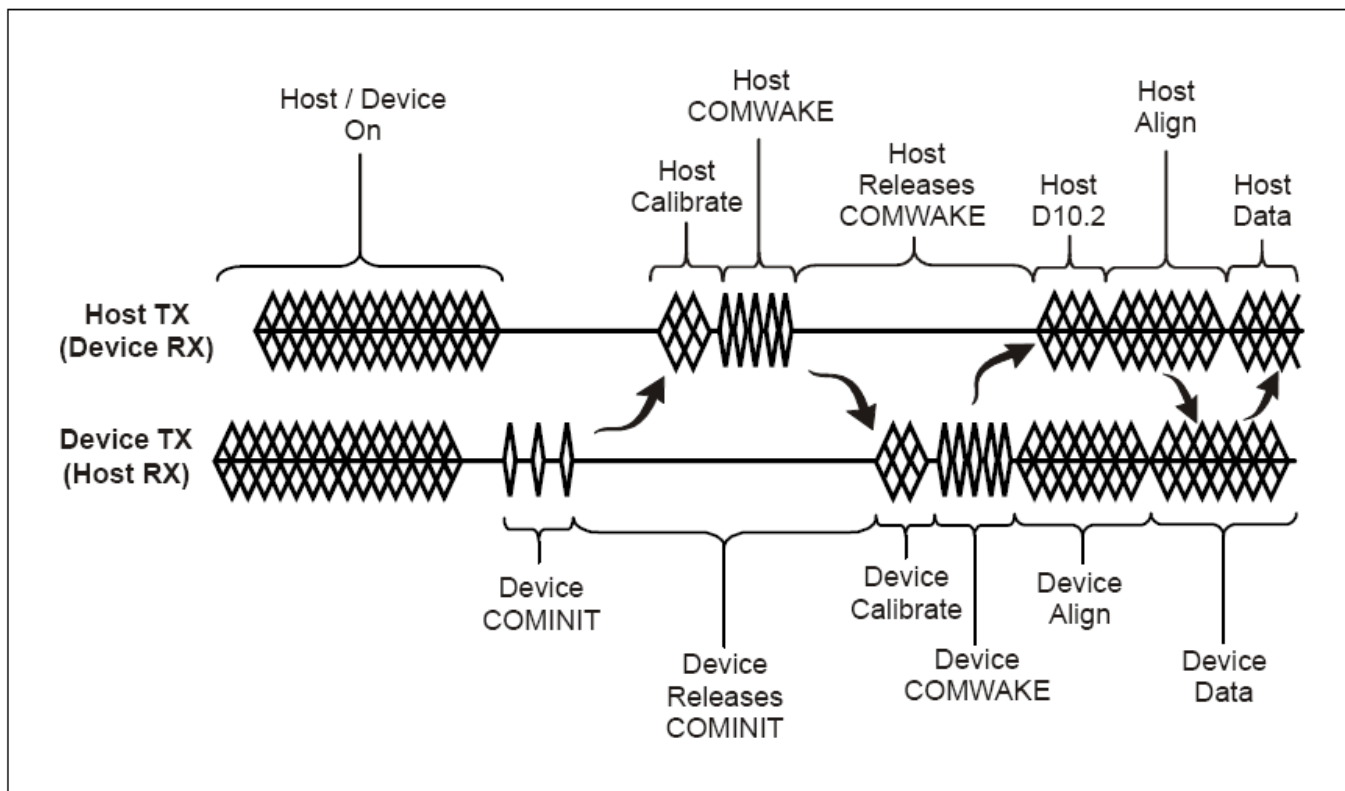 Host / Device
On
Host
COMWAKE
Host
Calibrate
Host
Releases
COMWAKE
Host
D10.2
Host
Align
Host
Data
Host TX
(Device RX)
Device TX
(Host RX)
Device
COMINIT
Device
Releases
COMINIT
Device
Calibrate
Device
COMWAKE
Device
Align
Device
Data